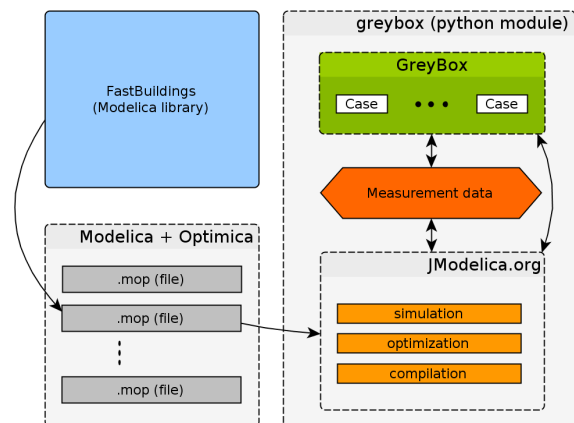 greybox (python module)
FastBuildings
(Modelica library)
GreyBox
Case
• • •
Case
Measurement data
Modelica + Optimica
.mop (file)
.mop (file)
.mop (file)
JModelica.org
simulation
optimization
compilation